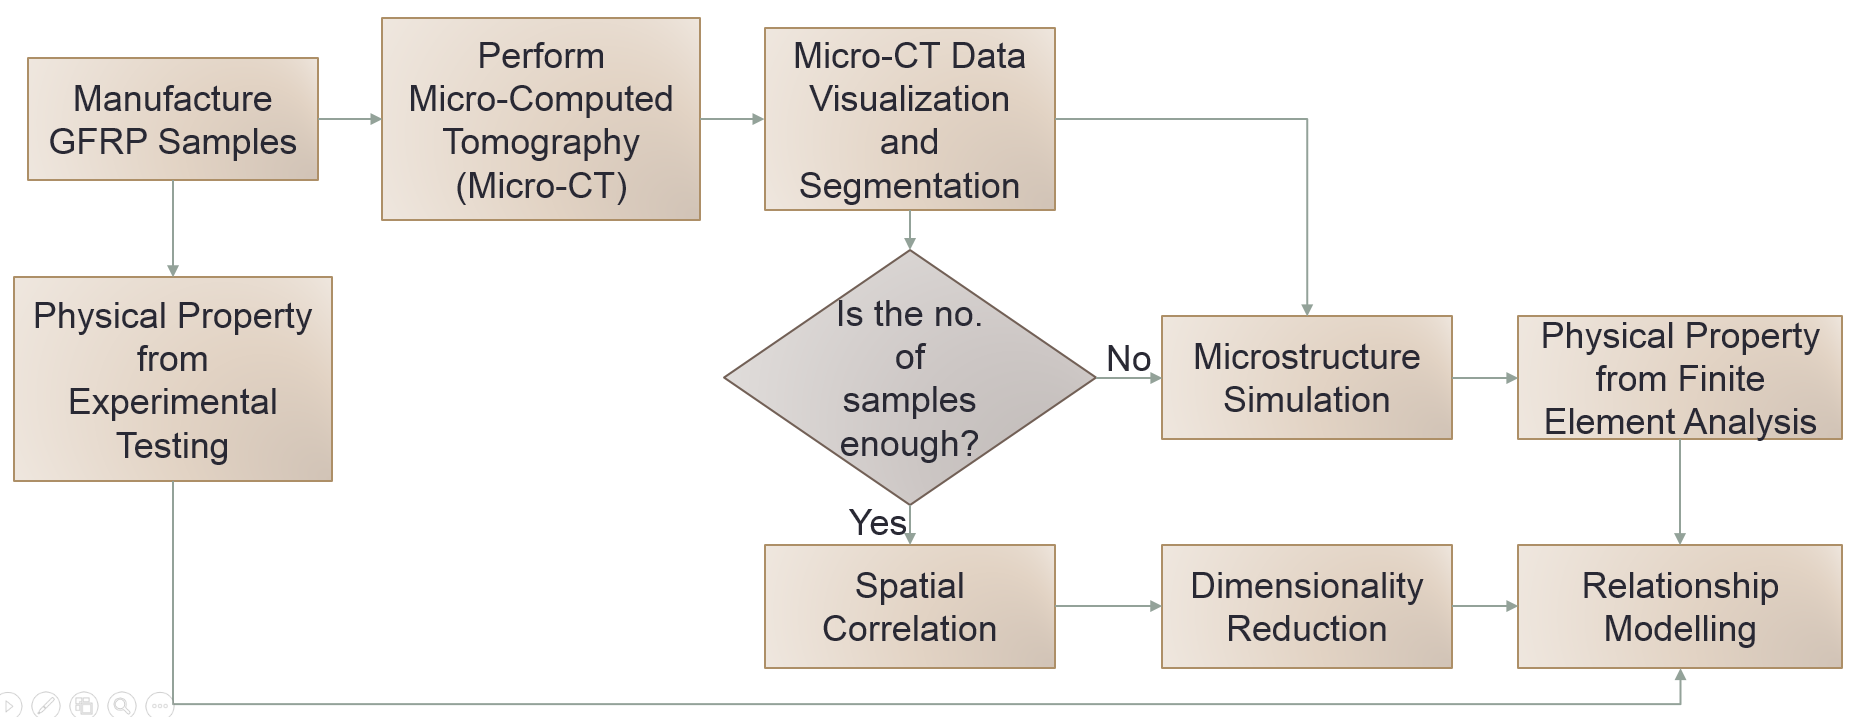 Manufacture
GFRP Samples
Perform
Micro-Computed
Tomography
(Micro-CT)
Micro-CT Data
Visualization
and
Segmentation
Physical Property
from
Experimental
Testing
Is the no.
of
samples
enough?
No
Microstructure
Simulation
Physical Property
from Finite
Element Analysis
Yes
Spatial
Correlation
Dimensionality
Reduction
Relationship
Modelling